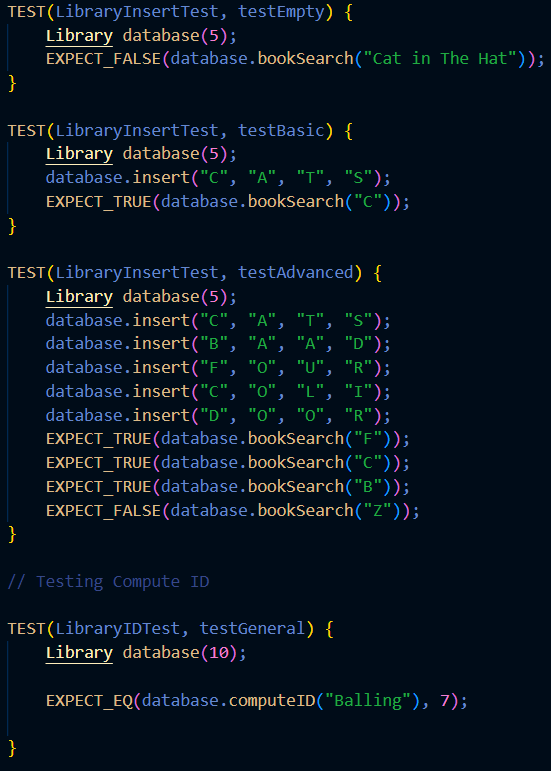 TEST(LibraryInsertTest, testEmpty) {
    Library database(5);
    EXPECT_FALSE(database.bookSearch("Cat in The Hat"));
}

TEST(LibraryInsertTest, testBasic) {
    Library database(5);
    database.insert("C", "A", "T", "S");
    EXPECT_TRUE(database.bookSearch("C"));
}

TEST(LibraryInsertTest, testAdvanced) {
    Library database(5);
    database.insert("C", "A", "T", "S");
    database.insert("B", "A", "A", "D");
    database.insert("F", "O", "U", "R");
    database.insert("C", "O", "L", "I");
    database.insert("D", "O", "O", "R");
    EXPECT_TRUE(database.bookSearch("F"));
    EXPECT_TRUE(database.bookSearch("C"));
    EXPECT_TRUE(database.bookSearch("B"));
    EXPECT_FALSE(database.bookSearch("Z"));
}

// Testing Compute ID

TEST(LibraryIDTest, testGeneral) {
    Library database(10);

    EXPECT_EQ(database.computeID("Balling"), 7);

}